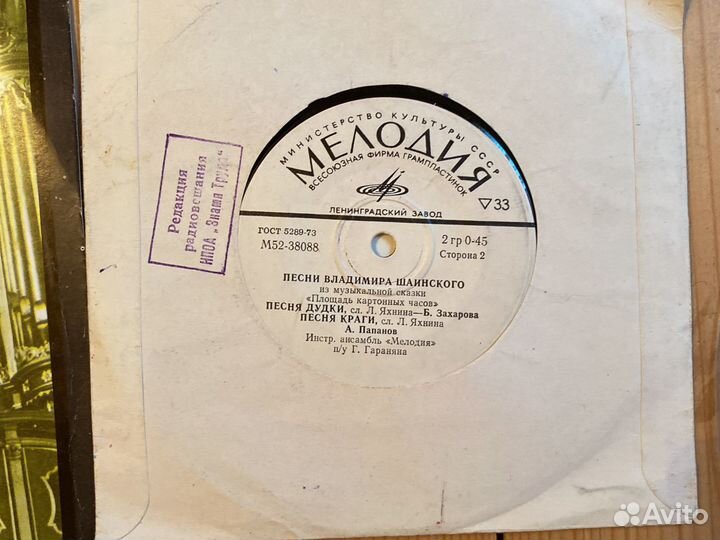 МИНИСТЕРСТВО КУЛЬТУРЫ СССР
МЕЛОДИЯ
ВСЕСОЮЗНАЯ ФИРМА ГРАМПЛАСТИНОК
ЛЕНИНГРАДСКИЙ ЗАВОД
▽33
ГОСТ 5289-73
М52-38088
2 гр 0-45
Сторона 2
ПЕСНИ ВЛАДИМИРА ШАИНСКОГО
из музыкальной сказки
«Площадь картонных часов»
ПЕСНЯ ДУДКИ, сл. Л. Яхнина—Б. Захарова
ПЕСНЯ КРАГИ, сл. Л. Яхнина
А. Папанов
Инстр. ансамбль «Мелодия»
п/у Г. Гараняна
Редакция
радиовещания
НПОА „Знамя Труда"
Avito